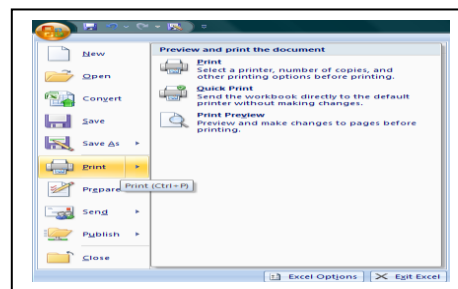 New
Open
Convert
Save
Save As
Print
Prepare
Print (Ctrl+P)
Send
Publish
Close
Preview and print the document
Print
Select a printer, number of copies, and
other printing options before printing.
Quick Print
Send the workbook directly to the default
printer without making changes.
Print Preview
Preview and make changes to pages before
printing.
Excel Options
Exit Excel